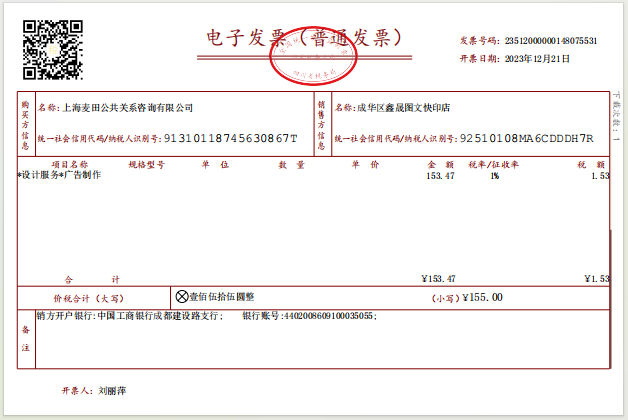 电子发票（普通发票）
发票号码：23512000000148075531
开票日期：2023年12月21日
购买方信息
名称：上海麦田公共关系咨询有限公司
统一社会信用代码/纳税人识别号：91310118745630867T
销售方信息
名称：成华区鑫晟图文快印店
统一社会信用代码/纳税人识别号：92510108MA6CDDDH7R
下载次数：1
项目名称 规格型号 单位 数量 单价 金额 税率/征收率 税额
*设计服务*广告制作 153.47 1% 1.53
合计 ¥153.47 ¥1.53
价税合计（大写） ⊗壹佰伍拾伍圆整 （小写）¥155.00
备注
销方开户银行:中国工商银行成都建设路支行; 银行账号:4402008609100035055;
开票人：刘丽萍